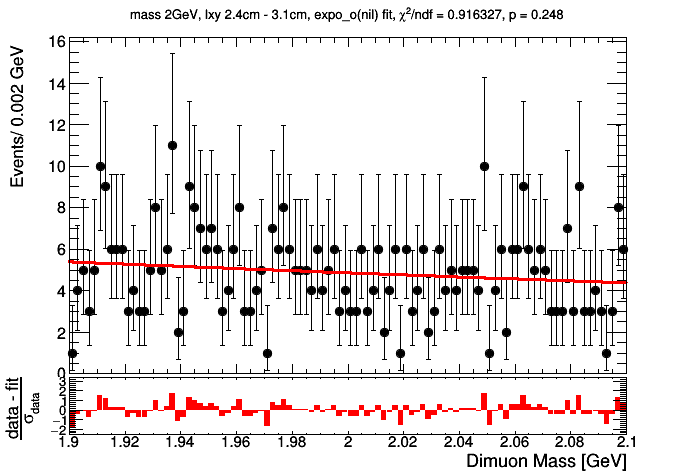 mass 2GeV, lxy 2.4cm - 3.1cm, expo_o(nil) fit, χ²/ndf = 0.916327, p = 0.248
Events/ 0.002 GeV
16
14
12
10
8
6
4
2
0
data - fit
σdata
3
2
1
0
−1
−2
1.9 1.92 1.94 1.96 1.98 2 2.02 2.04 2.06 2.08 2.1
Dimuon Mass [GeV]